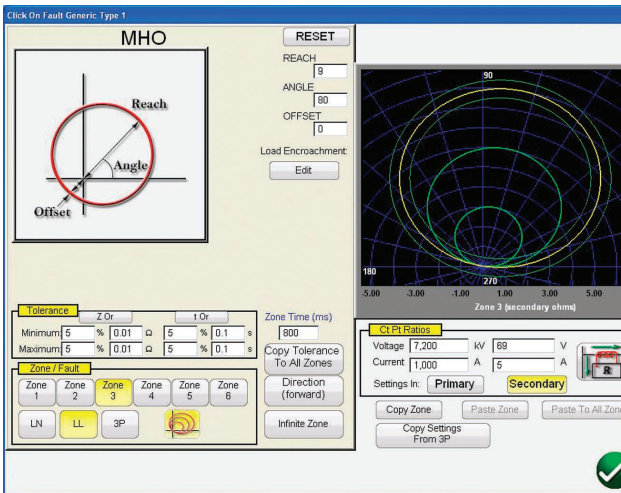 Click On Fault Generic Type 1
MHO
Reach
Angle
Offset
RESET
REACH
9
ANGLE
80
OFFSET
0
Load Encroachment:
Edit
90
180
270
-5.00 -3.00 -1.00 1.00 3.00 5.00
Zone 3 (secondary ohms)
Tolerance
Z Or t Or
Minimum: 5 % 0.01 Ω 5 % 0.1 s
Maximum: 5 % 0.01 Ω 5 % 0.1 s
Zone Time (ms)
800
Copy Tolerance
To All Zones
Direction
(forward)
Infinite Zone
Zone / Fault
Zone 1
Zone 2
Zone 3
Zone 4
Zone 5
Zone 6
LN LL 3P
Ct Pt Ratios
Voltage 7,200 kV 69 V
Current 1,000 A 5 A
R
Settings In: Primary Secondary
Copy Zone
Paste Zone
Paste To All Zon
Copy Settings
From 3P